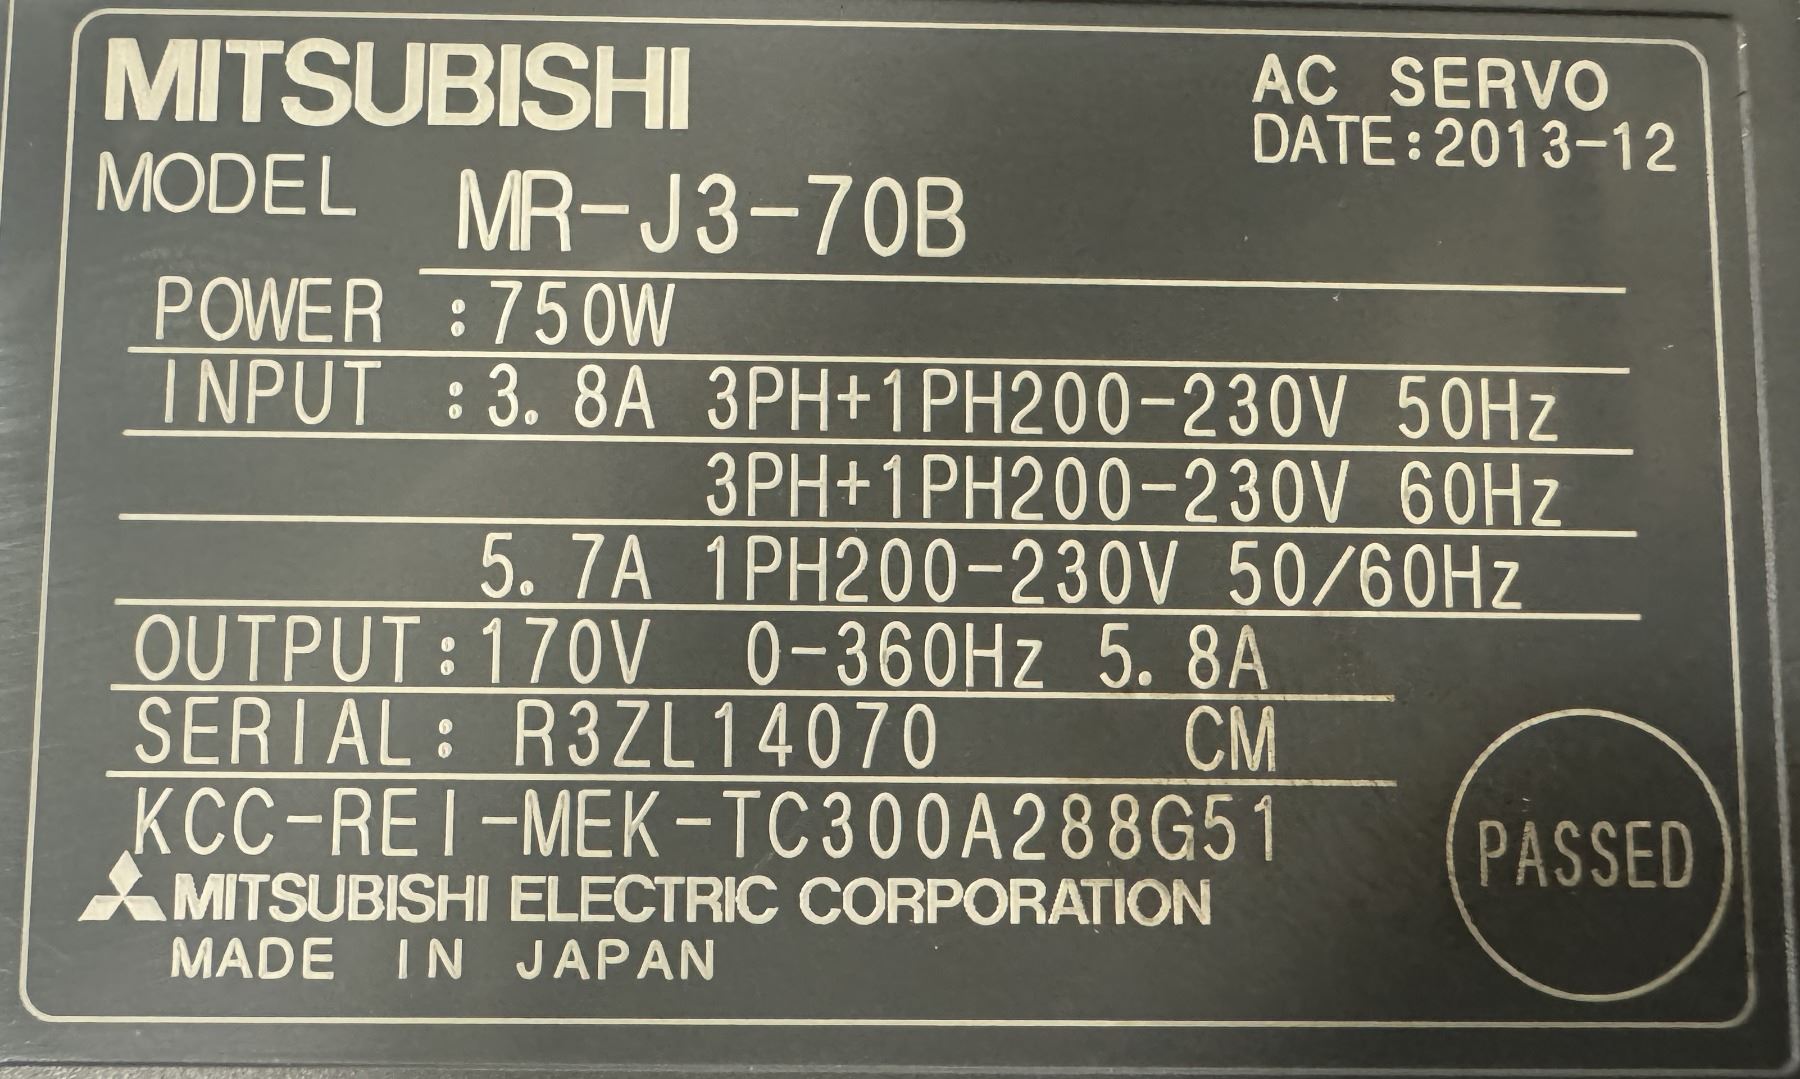 MITSUBISHI
AC SERVO
DATE:2013-12
MODEL MR-J3-70B
POWER :750W
INPUT :3.8A 3PH+1PH200-230V 50Hz
3PH+1PH200-230V 60Hz
5.7A 1PH200-230V 50/60Hz
OUTPUT:170V 0-360Hz 5.8A
SERIAL: R3ZL14070 CM
KCC-REI-MEK-TC300A288G51
MITSUBISHI ELECTRIC CORPORATION
MADE IN JAPAN
PASSED